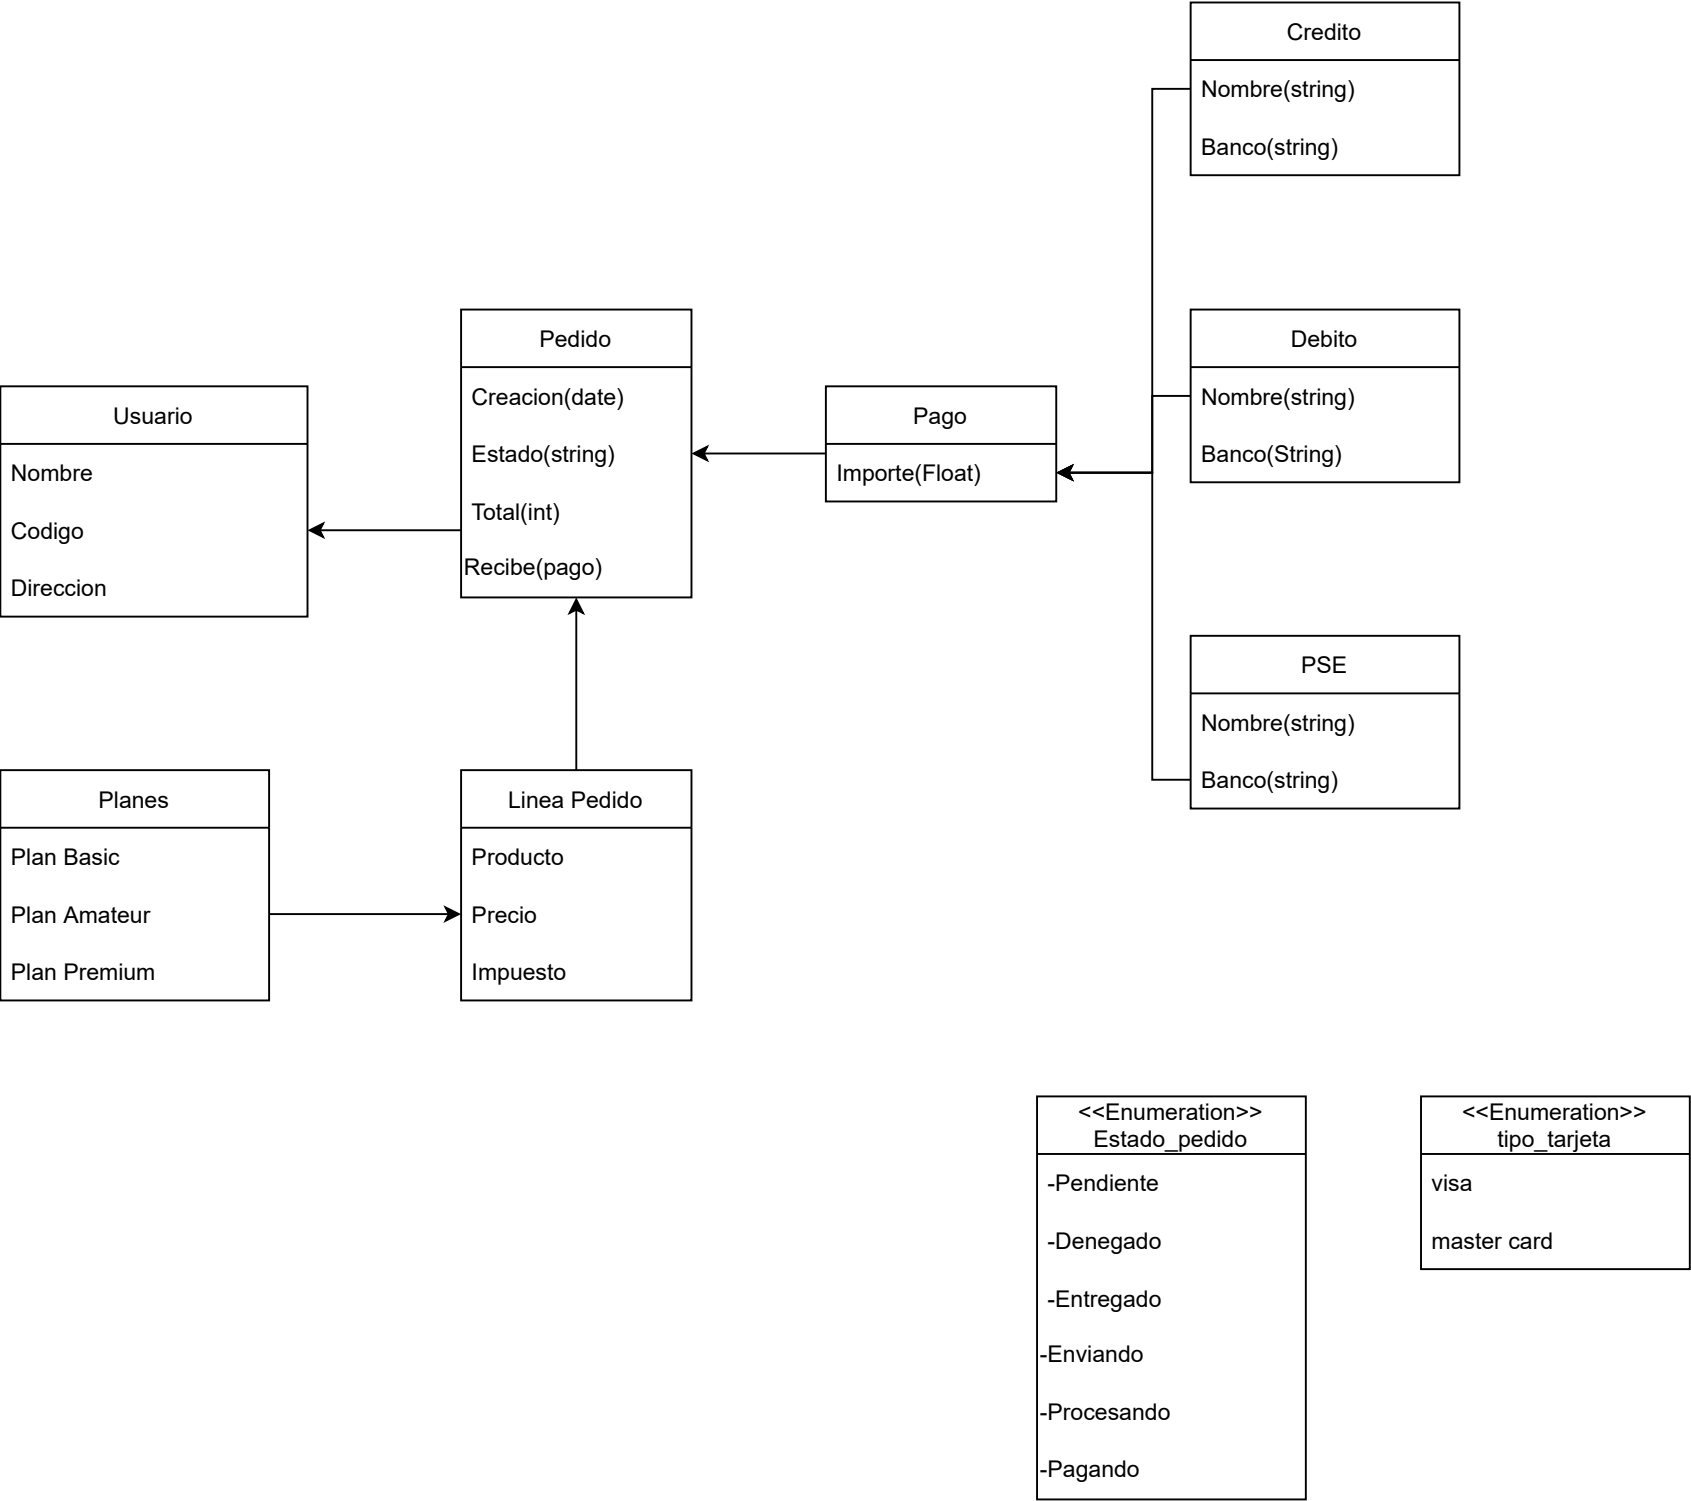 Credito
Nombre(string)
Banco(string)
Pedido
Creacion(date)
Estado(string)
Total(int)
Recibe(pago)
Debito
Nombre(string)
Banco(String)
Usuario
Nombre
Codigo
Direccion
Pago
Importe(Float)
PSE
Nombre(string)
Banco(string)
Planes
Plan Basic
Plan Amateur
Plan Premium
Linea Pedido
Producto
Precio
Impuesto
<<Enumeration>>
Estado_pedido
-Pendiente
-Denegado
-Entregado
-Enviando
-Procesando
-Pagando
<<Enumeration>>
tipo_tarjeta
visa
master card